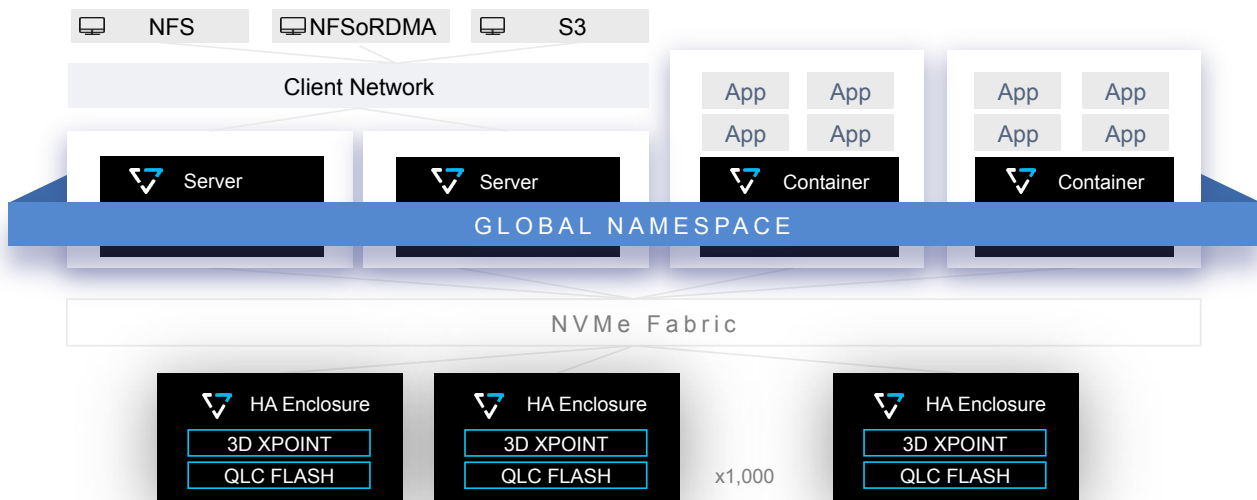 NFS
NFSoRDMA
S3
Client Network
App App
App App
App App
App App
Server
Server
Container
Container
GLOBAL NAMESPACE
NVMe Fabric
HA Enclosure
3D XPOINT
QLC FLASH
HA Enclosure
3D XPOINT
QLC FLASH
x1,000
HA Enclosure
3D XPOINT
QLC FLASH